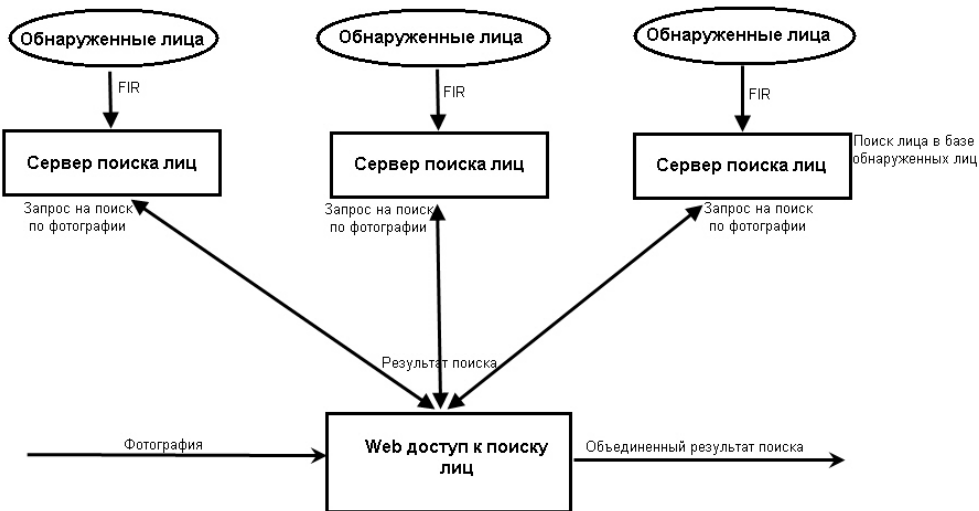 Обнаруженные лица
Обнаруженные лица
Обнаруженные лица
FIR
FIR
FIR
Сервер поиска лиц
Сервер поиска лиц
Сервер поиска лиц
Поиск лица в базе
обнаруженных лиц
Запрос на поиск
по фотографии
Запрос на поиск
по фотографии
Запрос на поиск
по фотографии
Результат поиска
Фотография
Web доступ к поиску
лиц
Объединенный результат поиска